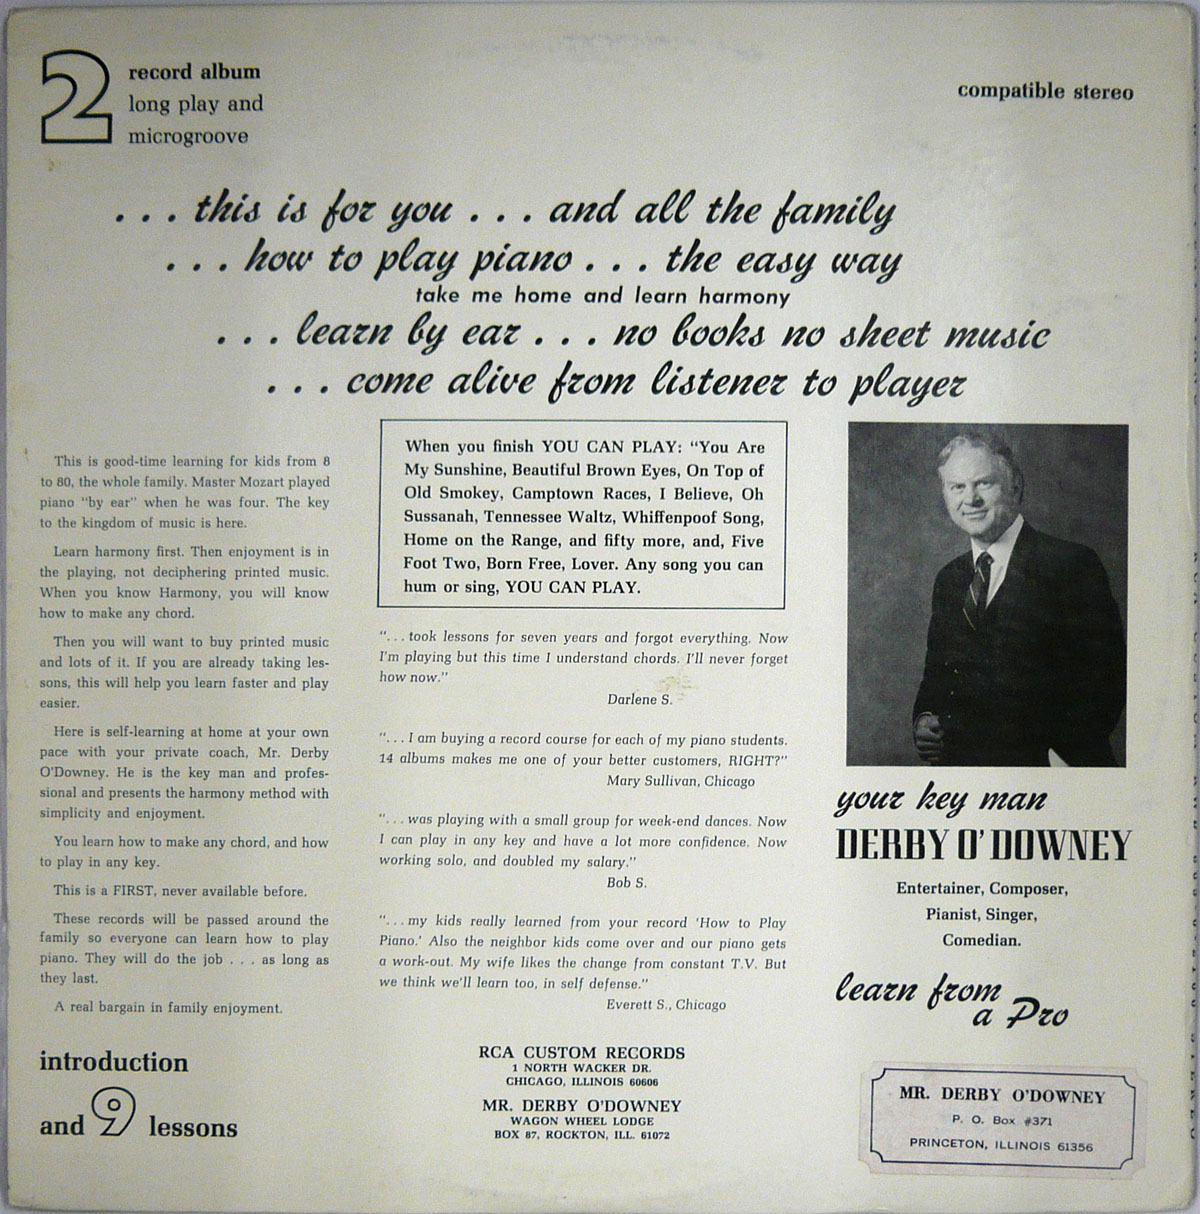 2 record album
long play and
microgroove
compatible stereo
. . . this is for you . . . and all the family
. . . how to play piano . . . the easy way
take me home and learn harmony
. . . learn by ear . . . no books no sheet music
. . . come alive from listener to player
This is good-time learning for kids from 8
to 80, the whole family. Master Mozart played
piano "by ear" when he was four. The key
to the kingdom of music is here.
Learn harmony first. Then enjoyment is in
the playing, not deciphering printed music.
When you know Harmony, you will know
how to make any chord.
Then you will want to buy printed music
and lots of it. If you are already taking les-
sons, this will help you learn faster and play
easier.
Here is self-learning at home at your own
pace with your private coach, Mr. Derby
O'Downey. He is the key man and profes-
sional and presents the harmony method with
simplicity and enjoyment.
You learn how to make any chord, and how
to play in any key.
This is a FIRST, never available before.
These records will be passed around the
family so everyone can learn how to play
piano. They will do the job . . . as long as
they last.
A real bargain in family enjoyment.
introduction
and 9 lessons
When you finish YOU CAN PLAY: "You Are
My Sunshine, Beautiful Brown Eyes, On Top of
Old Smokey, Camptown Races, I Believe, Oh
Sussanah, Tennessee Waltz, Whiffenpoof Song,
Home on the Range, and fifty more, and, Five
Foot Two, Born Free, Lover. Any song you can
hum or sing, YOU CAN PLAY.
". . . took lessons for seven years and forgot everything. Now
I'm playing but this time I understand chords. I'll never forget
how now."
Darlene S.
". . . I am buying a record course for each of my piano students.
14 albums makes me one of your better customers, RIGHT?"
Mary Sullivan, Chicago
". . . was playing with a small group for week-end dances. Now
I can play in any key and have a lot more confidence. Now
working solo, and doubled my salary."
Bob S.
". . . my kids really learned from your record 'How to Play
Piano.' Also the neighbor kids come over and our piano gets
a work-out. My wife likes the change from constant T.V. But
we think we'll learn too, in self defense."
Everett S., Chicago
RCA CUSTOM RECORDS
1 NORTH WACKER DR.
CHICAGO, ILLINOIS 60606
MR. DERBY O'DOWNEY
WAGON WHEEL LODGE
BOX 87, ROCKTON, ILL. 61072
your key man
DERBY O'DOWNEY
Entertainer, Composer,
Pianist, Singer,
Comedian.
learn from
a Pro
MR. DERBY O'DOWNEY
P. O. Box #371
PRINCETON, ILLINOIS 61356